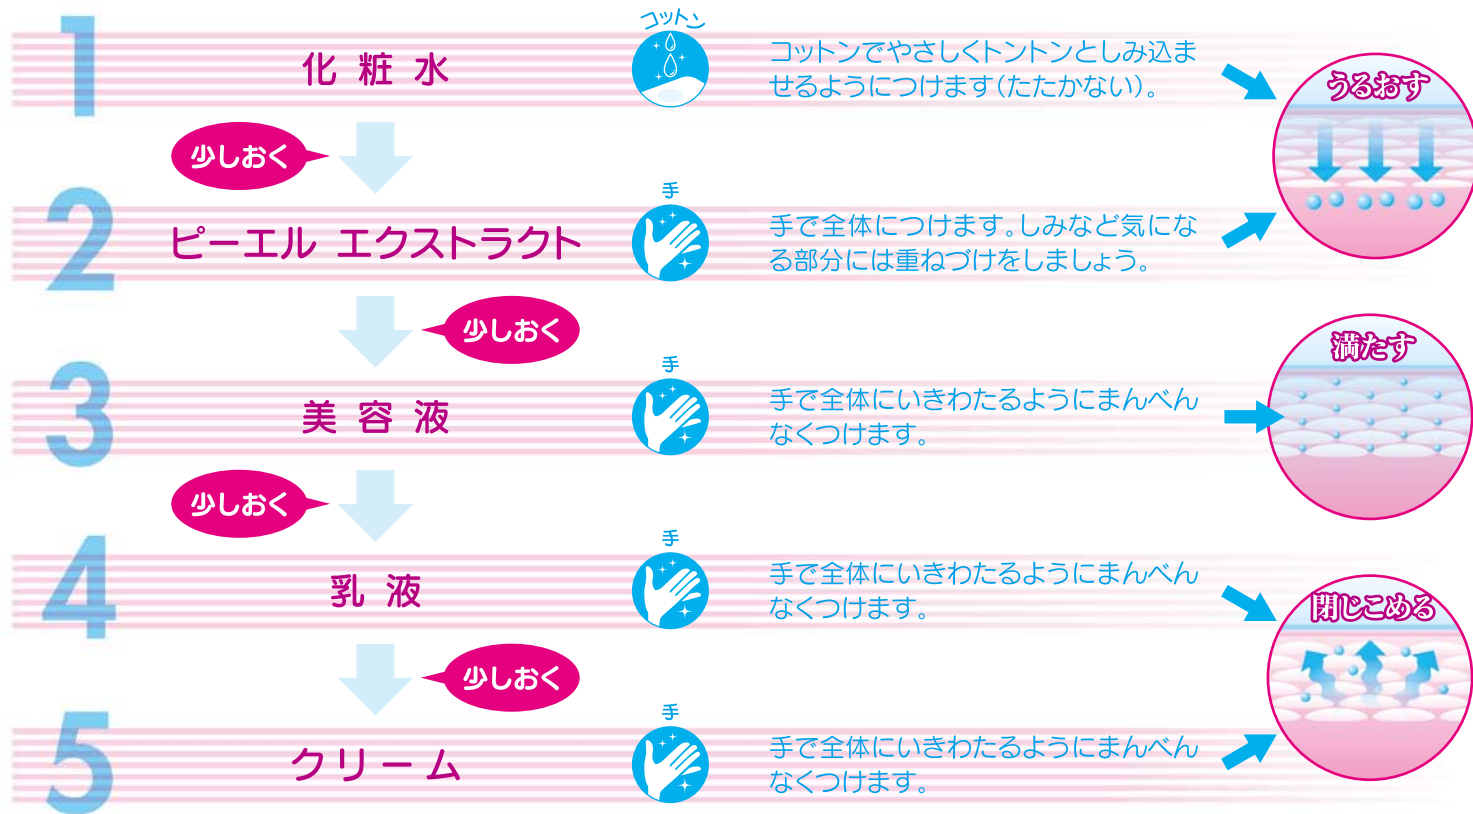 1
化粧水
コットン
コットンでやさしくトントンとしみ込ま
せるようにつけます(たたかない)。
うるおす
少しおく
2
ピーエル エクストラクト
手
手で全体につけます。しみなど気にな
る部分には重ねづけをしましょう。
少しおく
3
美容液
手
手で全体にいきわたるようにまんべん
なくつけます。
満たす
少しおく
4
乳液
手
手で全体にいきわたるようにまんべん
なくつけます。
閉じこめる
少しおく
5
クリーム
手
手で全体にいきわたるようにまんべん
なくつけます。